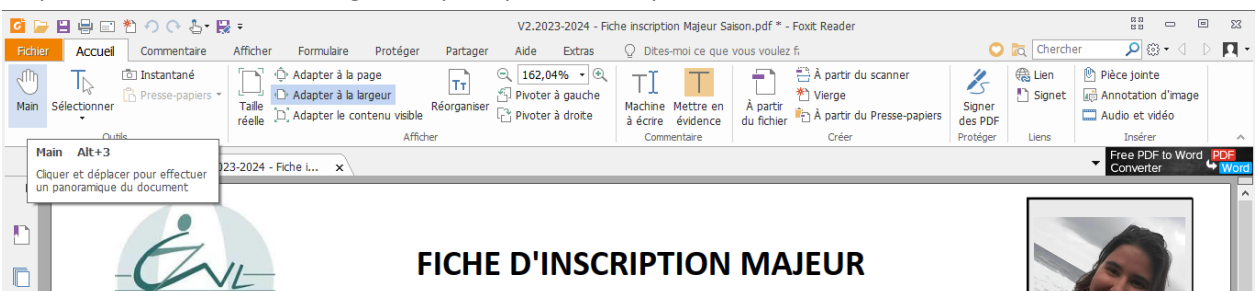 V2.2023-2024 - Fiche inscription Majeur Saison.pdf * - Foxit Reader
Fichier Accueil Commentaire Afficher Formulaire Protéger Partager Aide Extras Dites-moi ce que vous voulez f Chercher
Main
Sélectionner
Instantané
Presse-papiers
Outils
Taille réelle
Adapter à la page
Adapter à la largeur
Adapter le contenu visible
Réorganiser
162,04%
Pivoter à gauche
Pivoter à droite
Afficher
Machine à écrire
Mettre en évidence
Commentaire
À partir du fichier
À partir du scanner
Vierge
À partir du Presse-papiers
Créer
Signer des PDF
Protéger
Lien
Signet
Liens
Pièce jointe
Annotation d'image
Audio et vidéo
Insérer
Main Alt+3
Cliquer et déplacer pour effectuer
un panoramique du document
23-2024 - Fiche i... x
Free PDF to Word
Converter
PDF
Word
FICHE D'INSCRIPTION MAJEUR